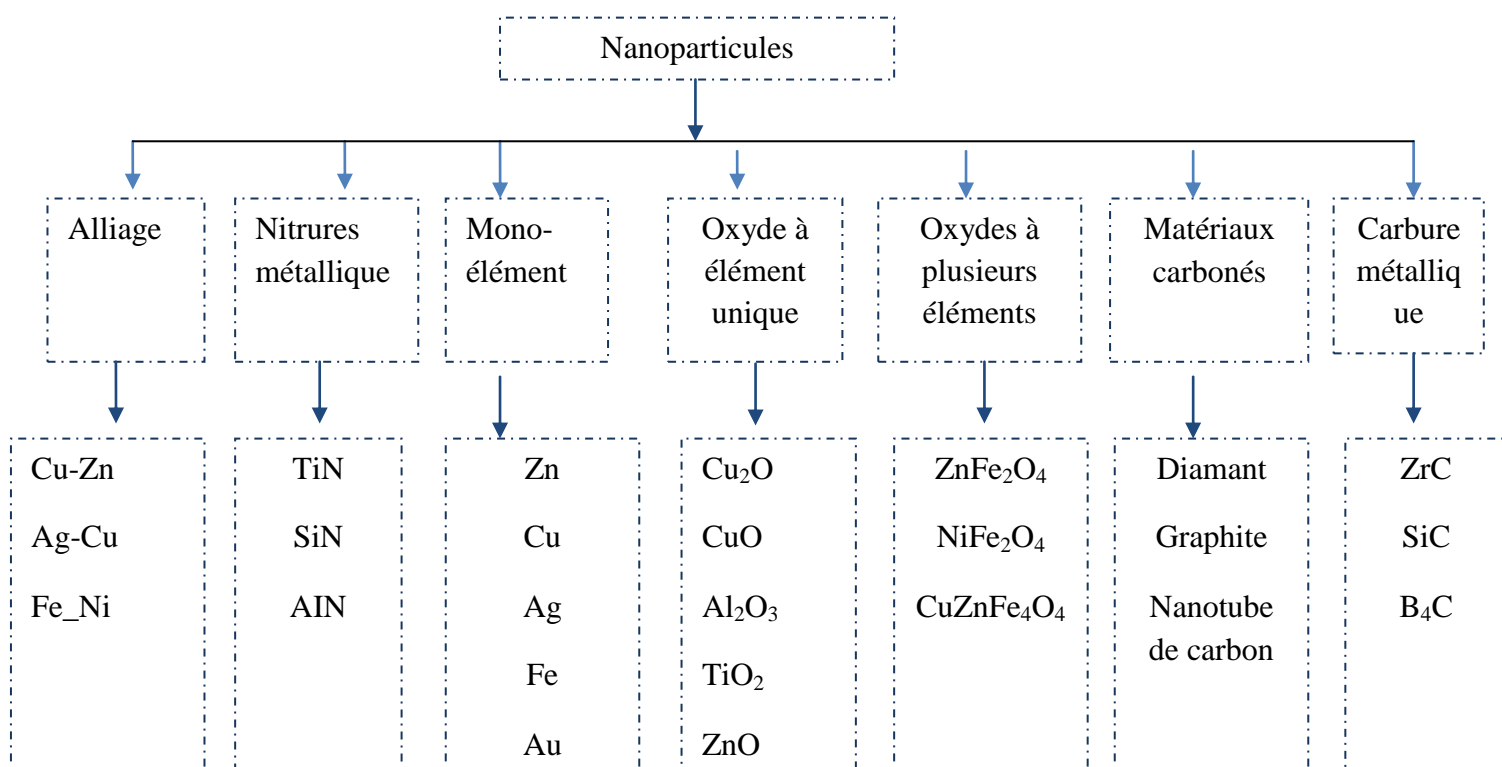 Nanoparticules
Alliage
Nitrures
métallique
Mono-
élément
Oxyde à
élément
unique
Oxydes à
plusieurs
éléments
Matériaux
carbonés
Carbure
métalliq
ue
Cu-Zn
Ag-Cu
Fe_Ni
TiN
SiN
AIN
Zn
Cu
Ag
Fe
Au
Cu₂O
CuO
Al₂O₃
TiO₂
ZnO
ZnFe₂O₄
NiFe₂O₄
CuZnFe₄O₄
Diamant
Graphite
Nanotube
de carbon
ZrC
SiC
B₄C